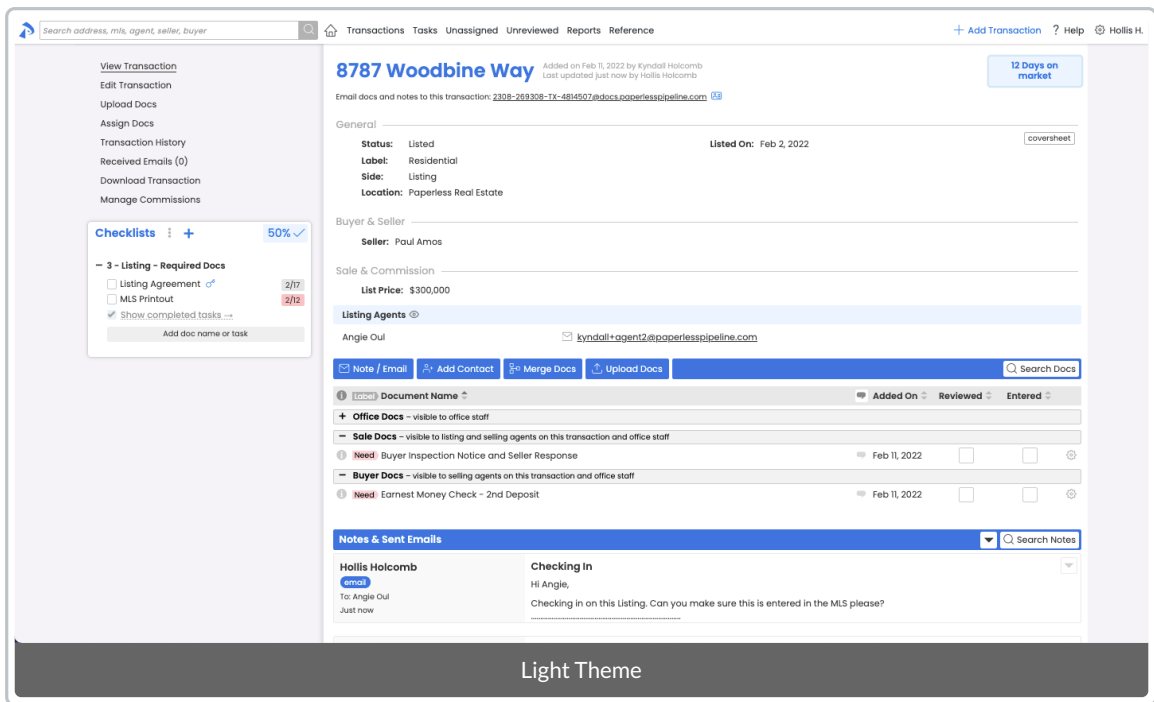 Search address, mls, agent, seller, buyer
Transactions Tasks Unassigned Unreviewed Reports Reference
+ Add Transaction ? Help Hollis H.
View Transaction
Edit Transaction
Upload Docs
Assign Docs
Transaction History
Received Emails (0)
Download Transaction
Manage Commissions
Checklists + 50%
3 - Listing - Required Docs
Listing Agreement 2/17
MLS Printout 2/12
Show completed tasks →
Add doc name or task
8787 Woodbine Way
Added on Feb 11, 2022 by Kyndall Holcomb
Last updated just now by Hollis Holcomb
12 Days on
market
Email docs and notes to this transaction: 2308-269308-TX-4814507@docs.paperlesspipeline.com
General
coversheet
Status: Listed Listed On: Feb 2, 2022
Label: Residential
Side: Listing
Location: Paperless Real Estate
Buyer & Seller
Seller: Paul Amos
Sale & Commission
List Price: $300,000
Listing Agents
Angie Oul kyndall+agent2@paperlesspipeline.com
Note / Email Add Contact Merge Docs Upload Docs Search Docs
Label Document Name Added On Reviewed Entered
+ Office Docs - visible to office staff
− Sale Docs - visible to listing and selling agents on this transaction and office staff
Need Buyer Inspection Notice and Seller Response Feb 11, 2022
− Buyer Docs - visible to selling agents on this transaction and office staff
Need Earnest Money Check - 2nd Deposit Feb 11, 2022
Notes & Sent Emails Search Notes
Hollis Holcomb
email
To: Angie Oul
Just now
Checking In
Hi Angie,
Checking in on this Listing. Can you make sure this is entered in the MLS please?
Light Theme